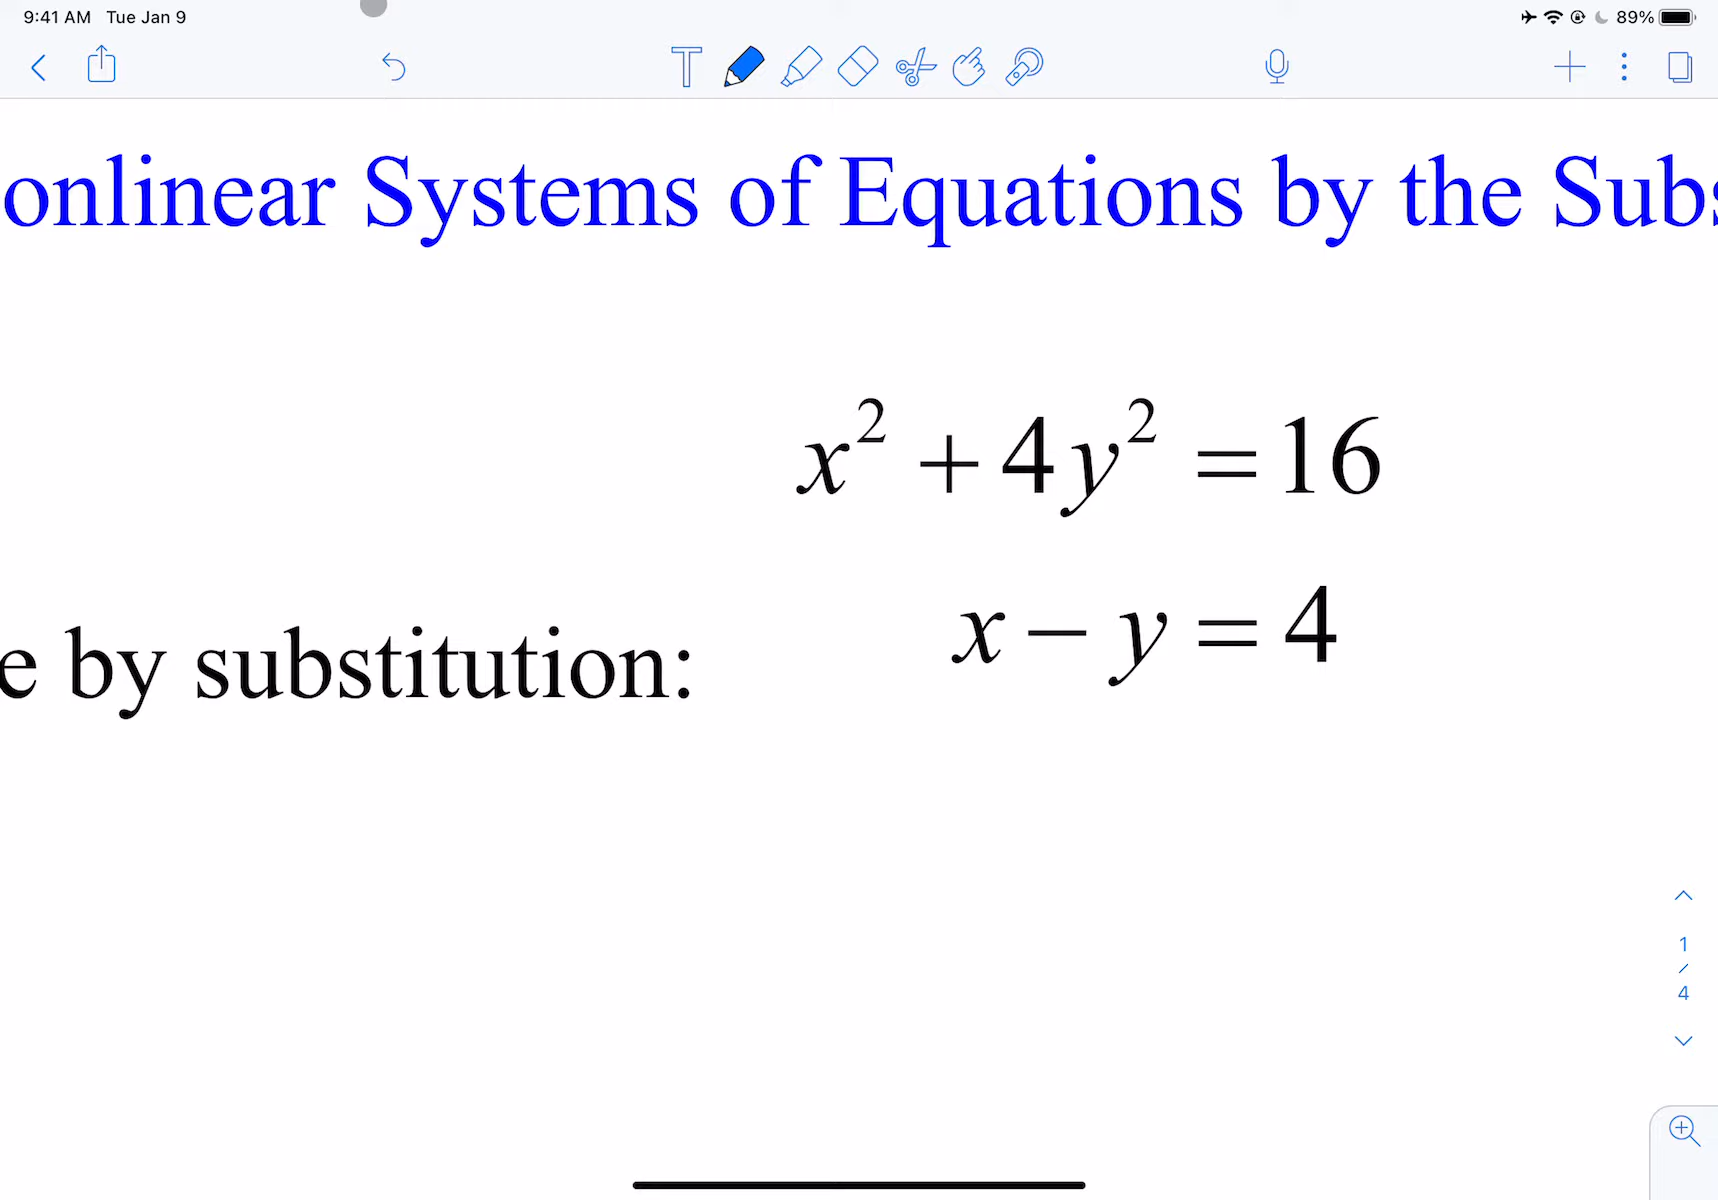 9:41 AM Tue Jan 9
89%
T
onlinear Systems of Equations by the Subs
x² + 4y² = 16
x − y = 4
e by substitution:
1
/
4